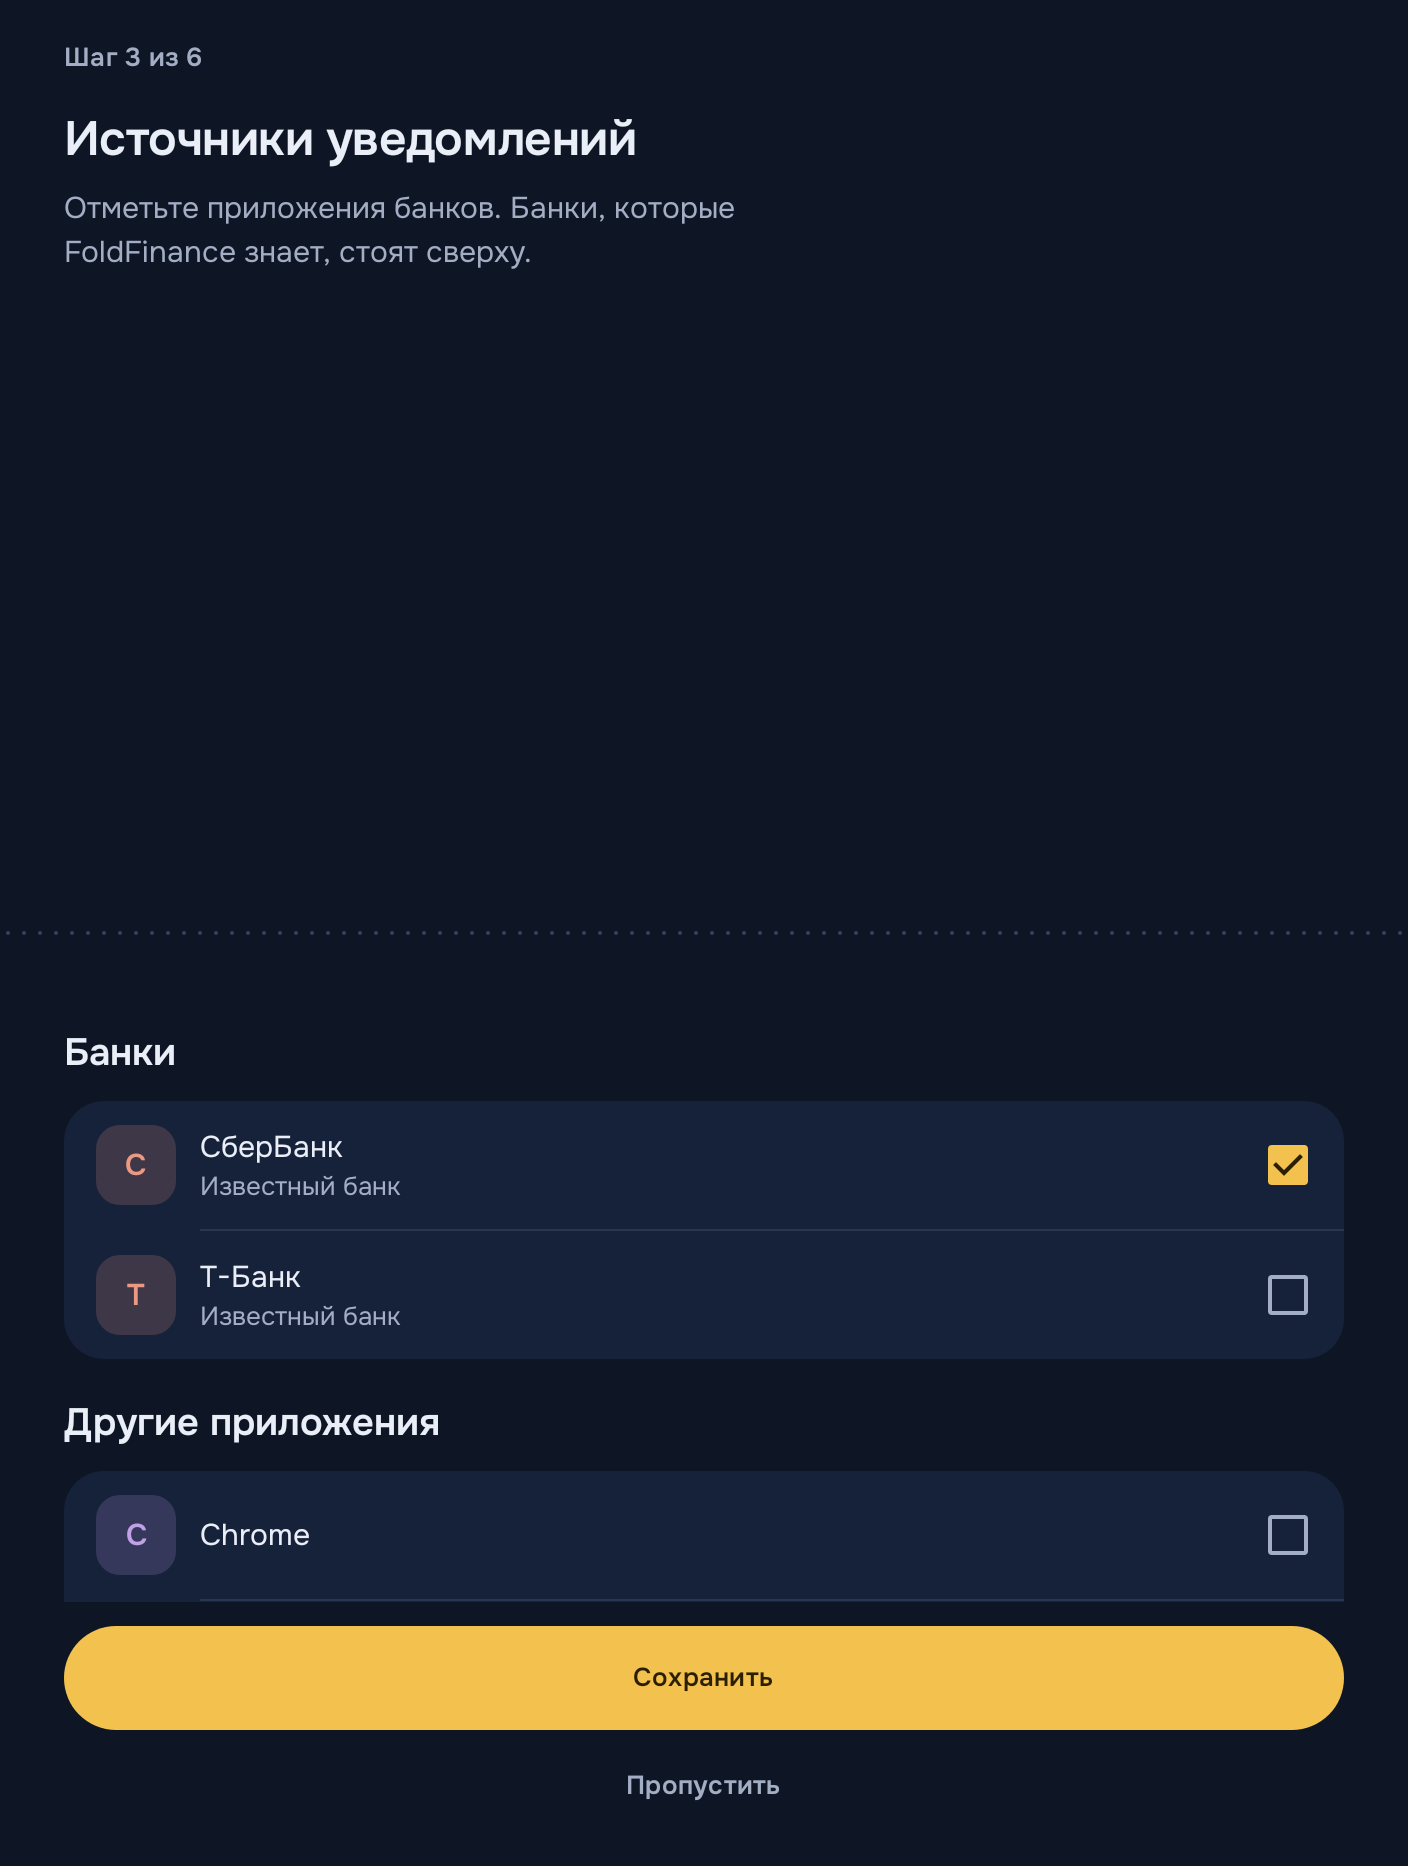 Шаг 3 из 6
Источники уведомлений
Отметьте приложения банков. Банки, которые
FoldFinance знает, стоят сверху.
Банки
С
СберБанк
Известный банк
Т
Т-Банк
Известный банк
Другие приложения
C
Chrome
Сохранить
Пропустить